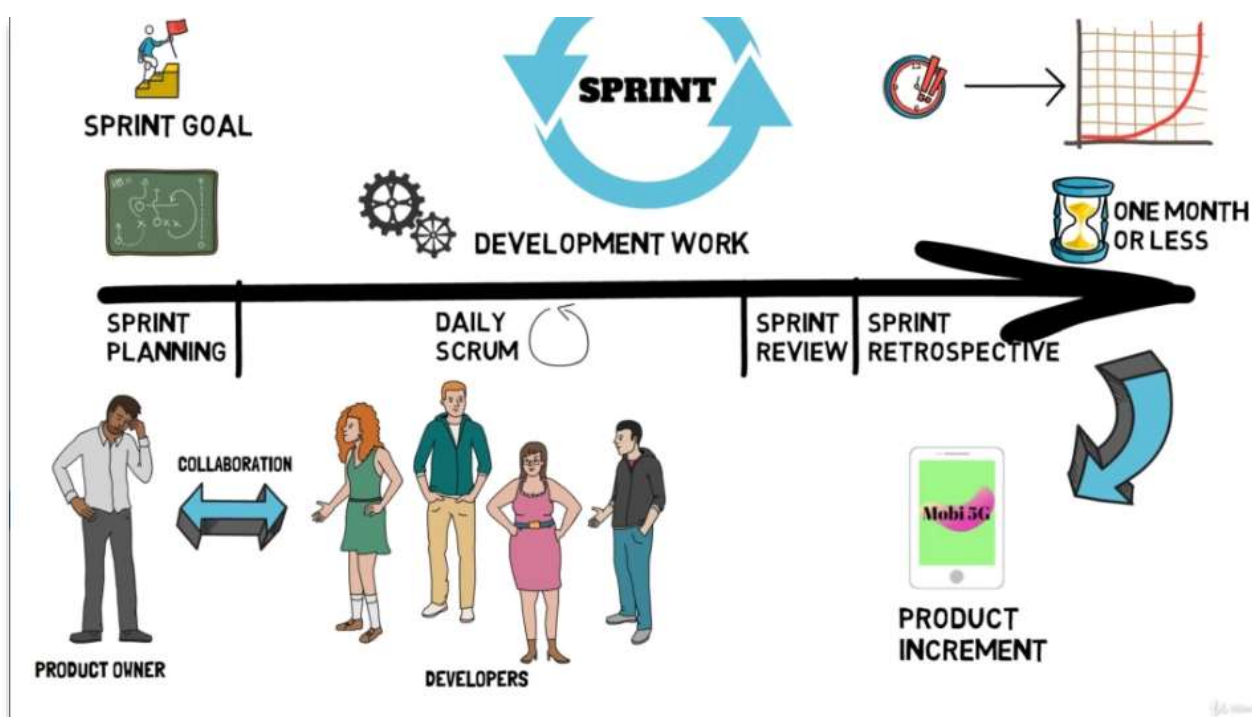 SPRINT GOAL
SPRINT
DEVELOPMENT WORK
ONE MONTH
OR LESS
SPRINT
PLANNING
DAILY
SCRUM
SPRINT
REVIEW
SPRINT
RETROSPECTIVE
COLLABORATION
Mobi 5G
PRODUCT OWNER
DEVELOPERS
PRODUCT
INCREMENT